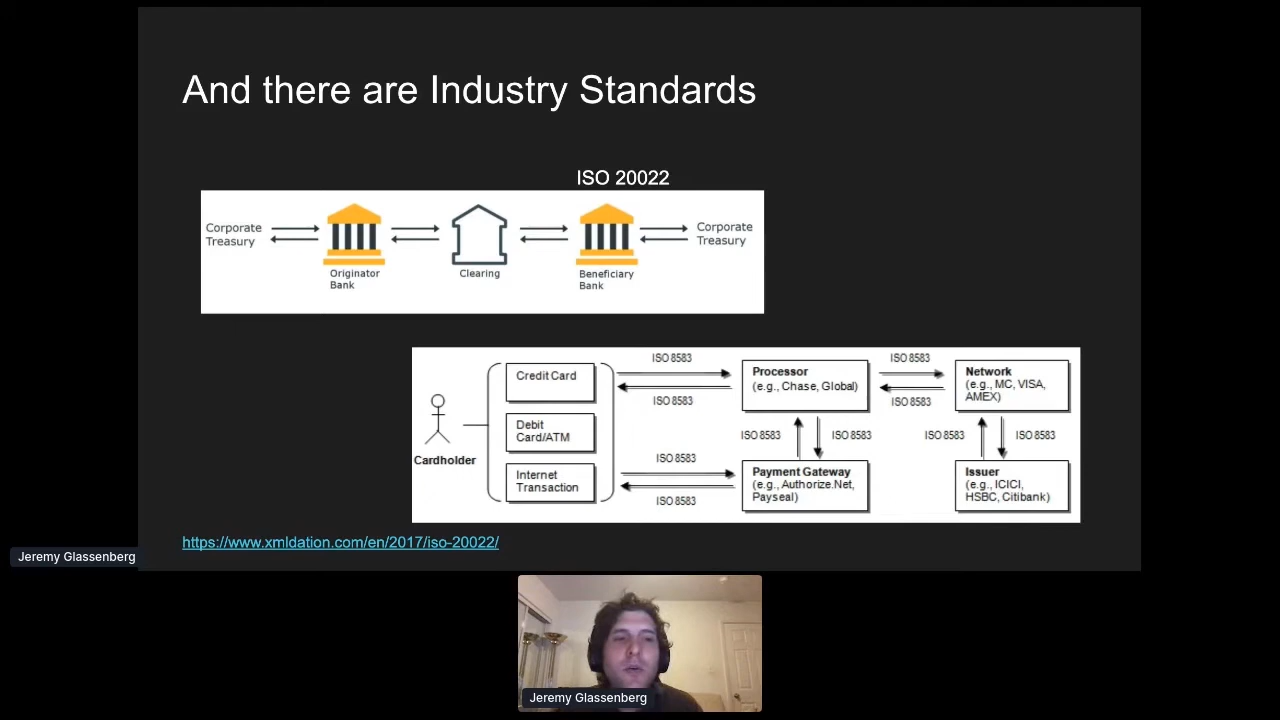 And there are Industry Standards
ISO 20022
Corporate
Treasury
Originator
Bank
Clearing
Beneficiary
Bank
Corporate
Treasury
Cardholder
Credit Card
Debit
Card/ATM
Internet
Transaction
ISO 8583
ISO 8583
ISO 8583
ISO 8583
Processor
(e.g., Chase, Global)
ISO 8583
ISO 8583
Network
(e.g., MC, VISA,
AMEX)
ISO 8583
ISO 8583
ISO 8583
ISO 8583
Payment Gateway
(e.g., Authorize.Net,
Payseal)
Issuer
(e.g., ICICI,
HSBC, Citibank)
https://www.xmldation.com/en/2017/iso-20022/
Jeremy Glassenberg
Jeremy Glassenberg